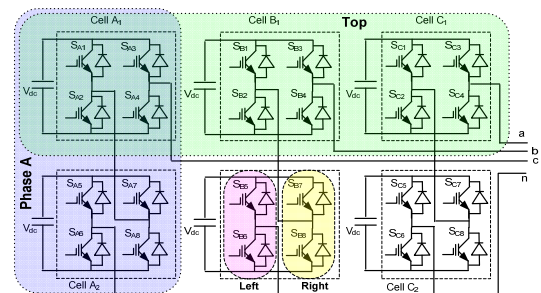 Cell A1 Cell B1 Top Cell C1
SA1 SA3 SB1 SB3 SC1 SC3
Vdc Vdc Vdc
SA2 SA4 SB2 SB4 SC2 SC4
a
b
c
n
Phase A
SA5 SA7 SB5 SB7 SC5 SC7
Vdc Vdc Vdc
SA6 SA8 SB6 SB8 SC6 SC8
Cell A2 Left Right Cell C2